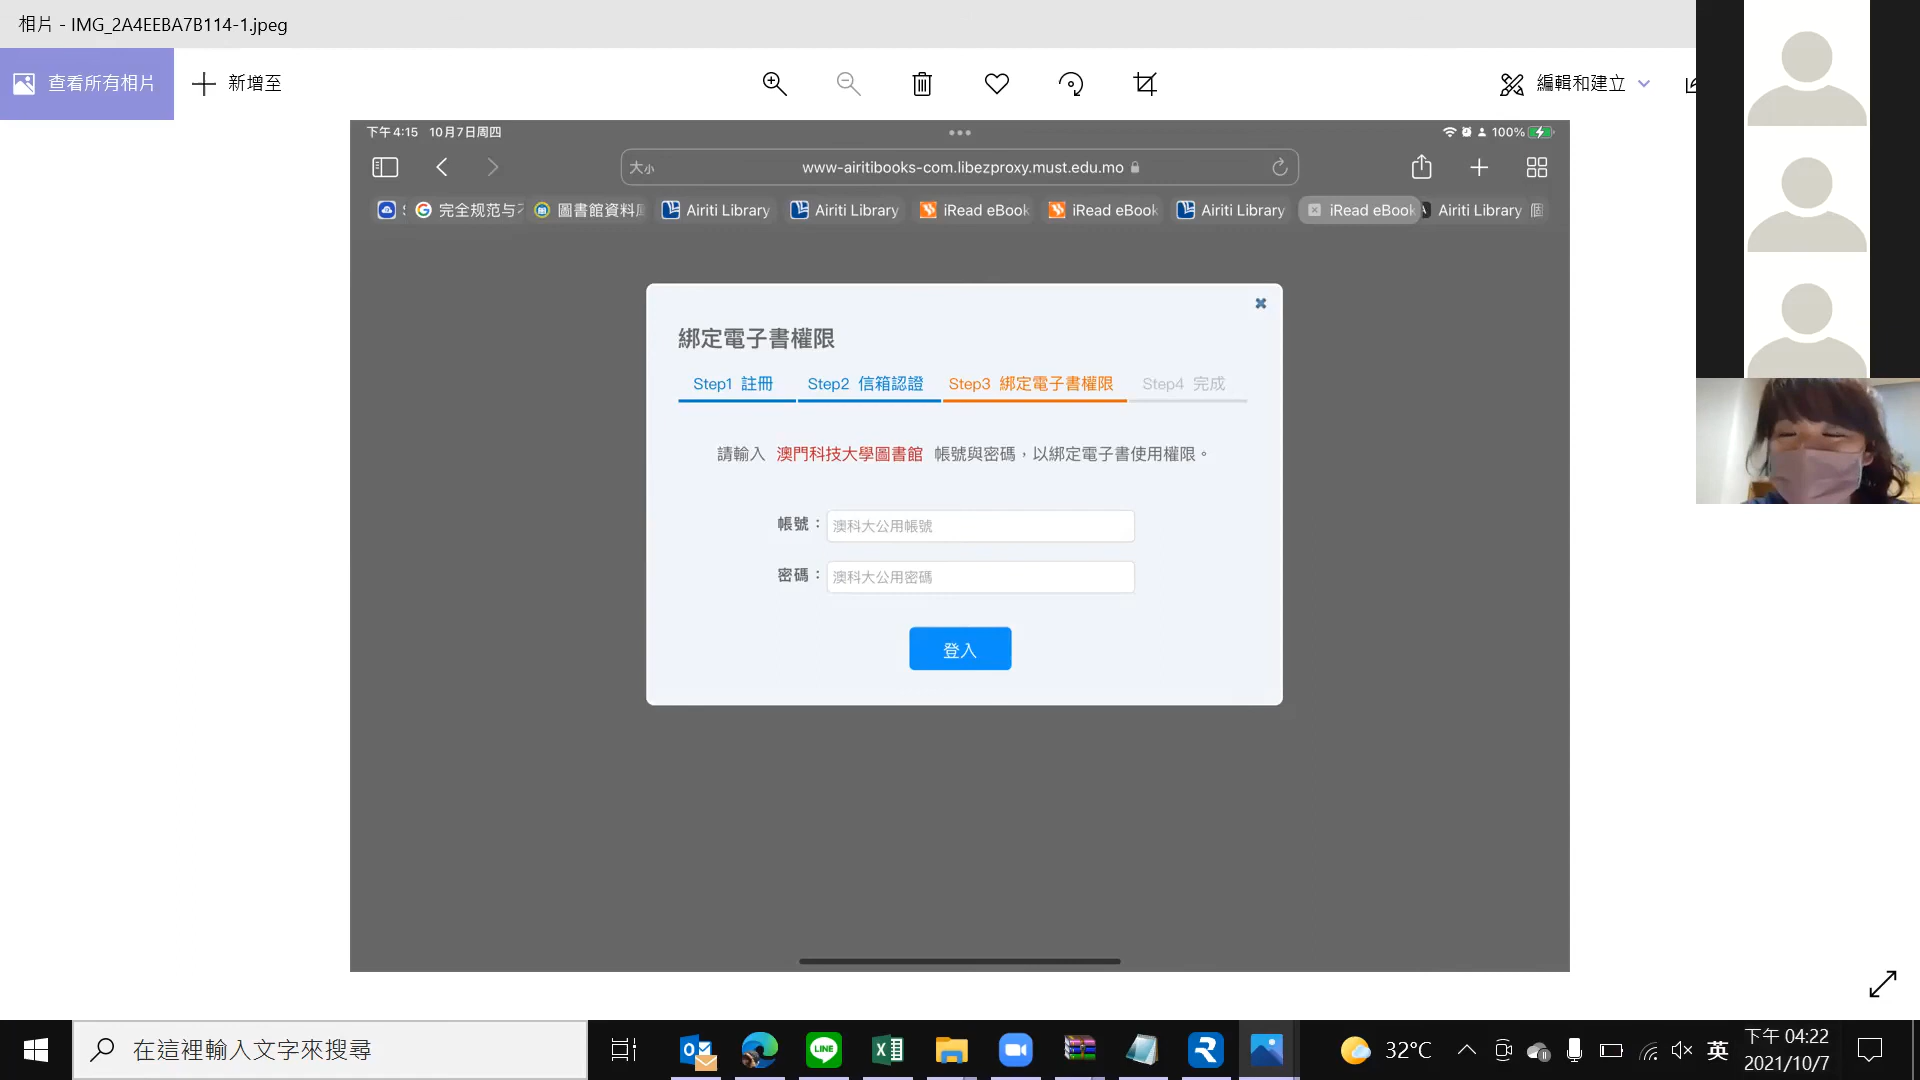 相片 - IMG_2A4EEBA7B114-1.jpeg
查看所有相片
新增至
編輯和建立
下午4:15 10月7日周四
100%
大小
www-airitibooks-com.libezproxy.must.edu.mo
完全规范与
圖書館資料庫
Airiti Library
Airiti Library
iRead eBook
iRead eBook
Airiti Library
iRead eBook
Airiti Library
綁定電子書權限
Step1 註冊
Step2 信箱認證
Step3 綁定電子書權限
Step4 完成
請輸入 澳門科技大學圖書館 帳號與密碼，以綁定電子書使用權限。
帳號：
澳科大公用帳號
密碼：
澳科大公用密碼
登入
在這裡輸入文字來搜尋
LINE
32°C
英
下午 04:22
2021/10/7